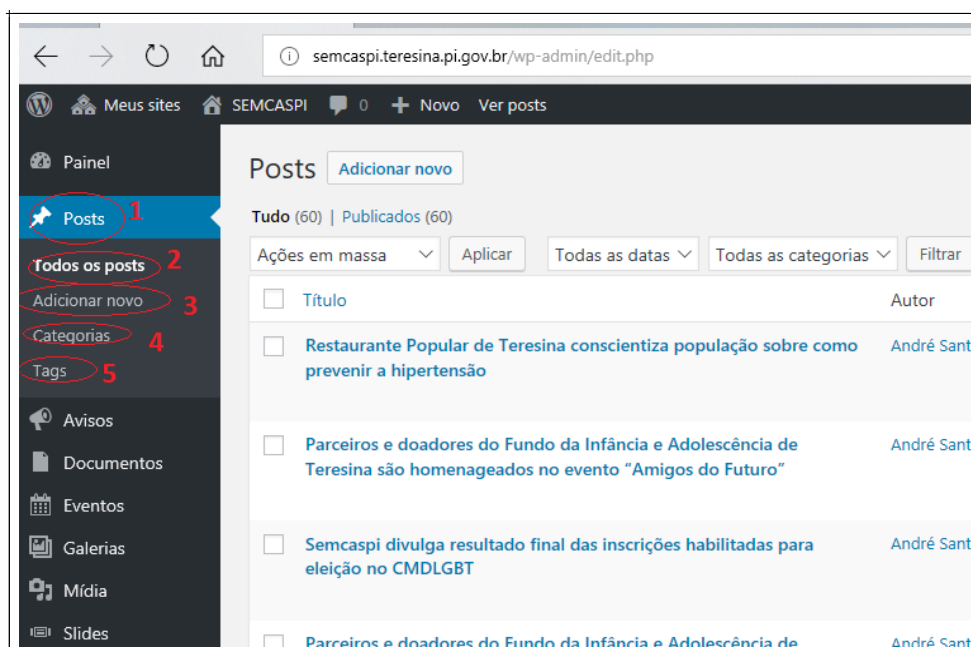 semcaspi.teresina.pi.gov.br/wp-admin/edit.php
Meus sites SEMCASPI 0 + Novo Ver posts
Painel
Posts 1
Todos os posts 2
Adicionar novo 3
Categorias 4
Tags 5
Avisos
Documentos
Eventos
Galerias
Mídia
Slides
Posts Adicionar novo
Tudo (60) | Publicados (60)
Ações em massa Aplicar Todas as datas Todas as categorias Filtrar
Título Autor
Restaurante Popular de Teresina conscientiza população sobre como André Sant
prevenir a hipertensão
Parceiros e doadores do Fundo da Infância e Adolescência de André Sant
Teresina são homenageados no evento “Amigos do Futuro”
Semcaspi divulga resultado final das inscrições habilitadas para André Sant
eleição no CMDLGBT
Parceiros e doadores do Fundo da Infância e Adolescência de André Sant